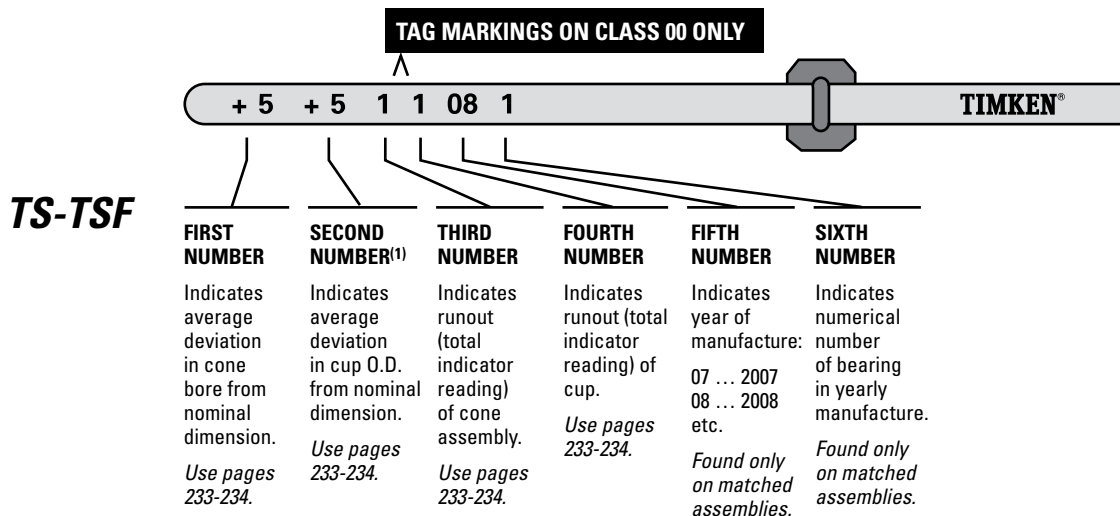 TAG MARKINGS ON CLASS 00 ONLY
+ 5 + 5 1 1 08 1
TIMKEN®
TS-TSF
FIRST
NUMBER
Indicates
average
deviation
in cone
bore from
nominal
dimension.
Use pages
233-234.
SECOND
NUMBER(1)
Indicates
average
deviation
in cup O.D.
from nominal
dimension.
Use pages
233-234.
THIRD
NUMBER
Indicates
runout
(total
indicator
reading)
of cone
assembly.
Use pages
233-234.
FOURTH
NUMBER
Indicates
runout (total
indicator
reading) of
cup.
Use pages
233-234.
FIFTH
NUMBER
Indicates
year of
manufacture:
07 … 2007
08 … 2008
etc.
Found only
on matched
assemblies.
SIXTH
NUMBER
Indicates
numerical
number
of bearing
in yearly
manufacture.
Found only
on matched
assemblies.